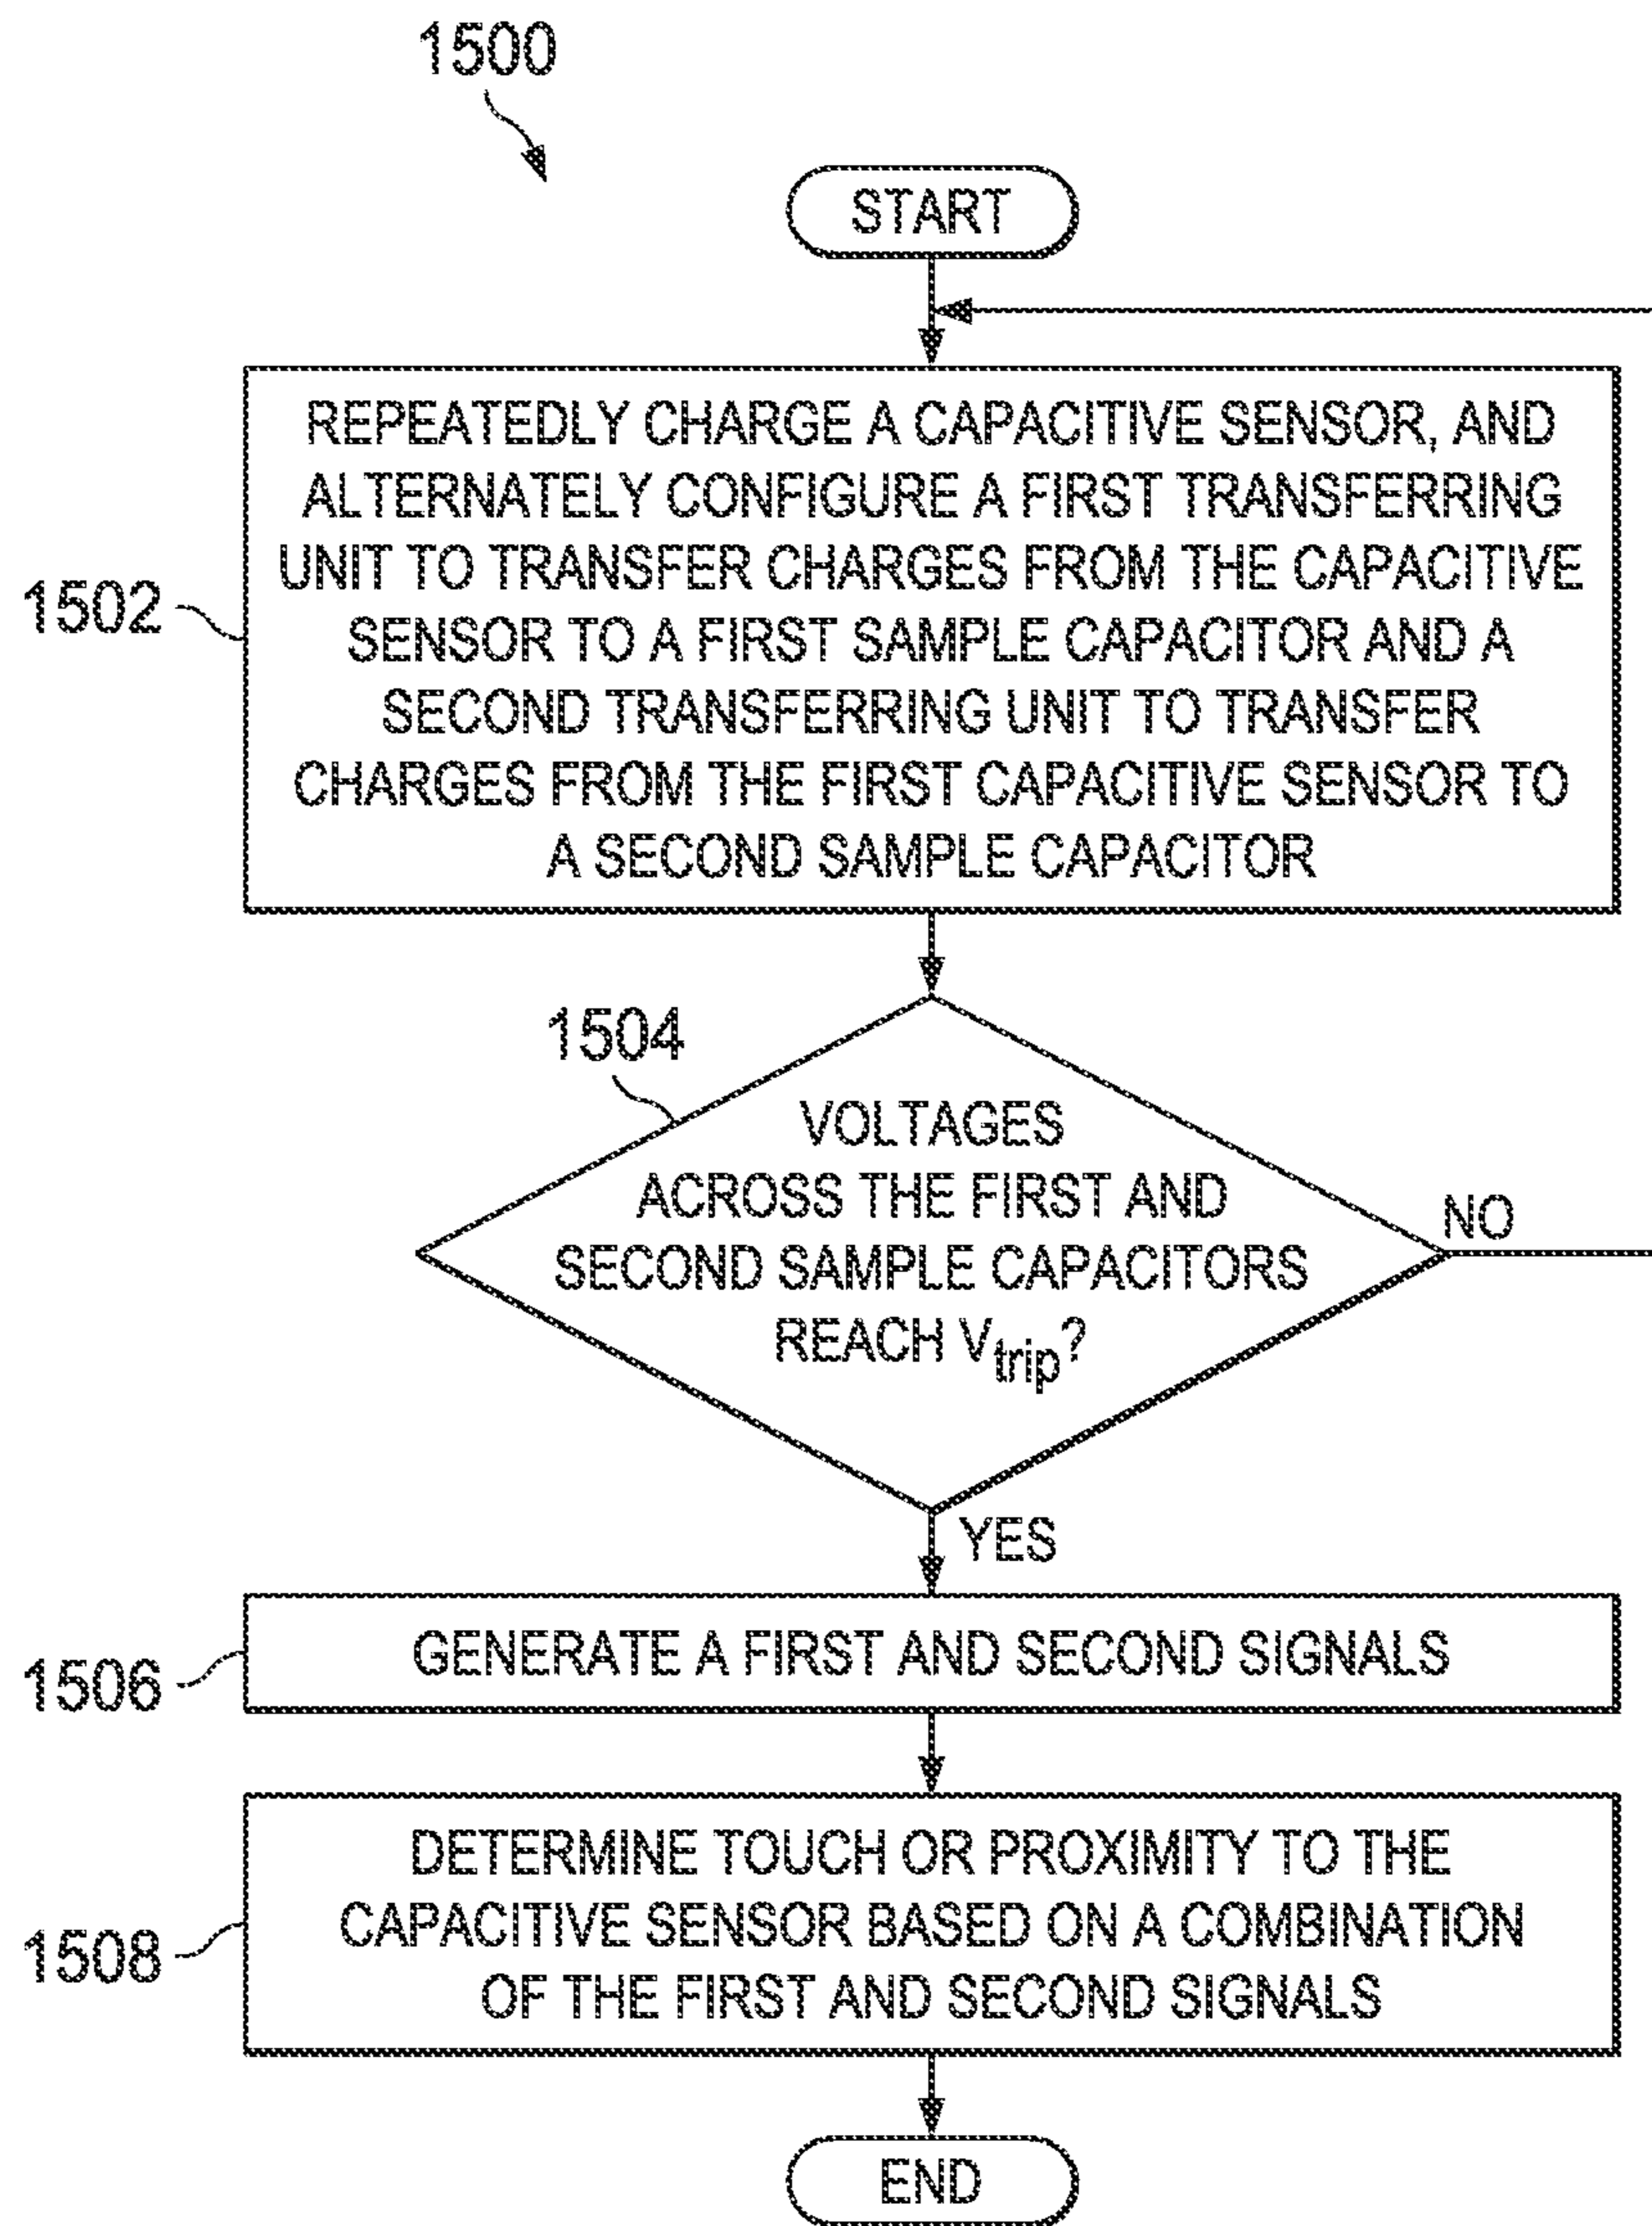 1500
START
1502
REPEATEDLY CHARGE A CAPACITIVE SENSOR, AND
ALTERNATELY CONFIGURE A FIRST TRANSFERRING
UNIT TO TRANSFER CHARGES FROM THE CAPACITIVE
SENSOR TO A FIRST SAMPLE CAPACITOR AND A
SECOND TRANSFERRING UNIT TO TRANSFER
CHARGES FROM THE FIRST CAPACITIVE SENSOR TO
A SECOND SAMPLE CAPACITOR
1504
VOLTAGES
ACROSS THE FIRST AND
SECOND SAMPLE CAPACITORS
REACH Vtrip?
NO
YES
1506
GENERATE A FIRST AND SECOND SIGNALS
1508
DETERMINE TOUCH OR PROXIMITY TO THE
CAPACITIVE SENSOR BASED ON A COMBINATION
OF THE FIRST AND SECOND SIGNALS
END